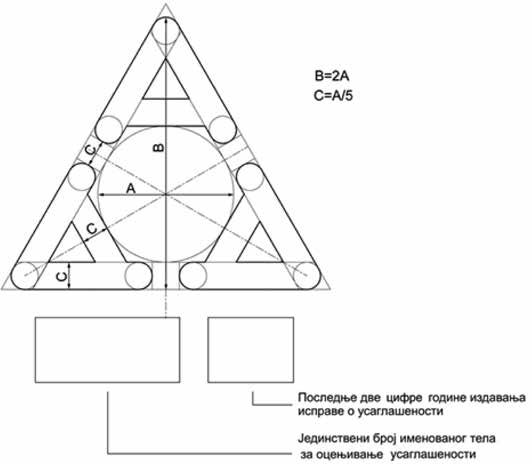 B=2A
C=A/5
C
B
A
C
C
Последње две цифре године издавања
исправе о усаглашености
Јединствени број именованог тела
за оцењивање усаглашености